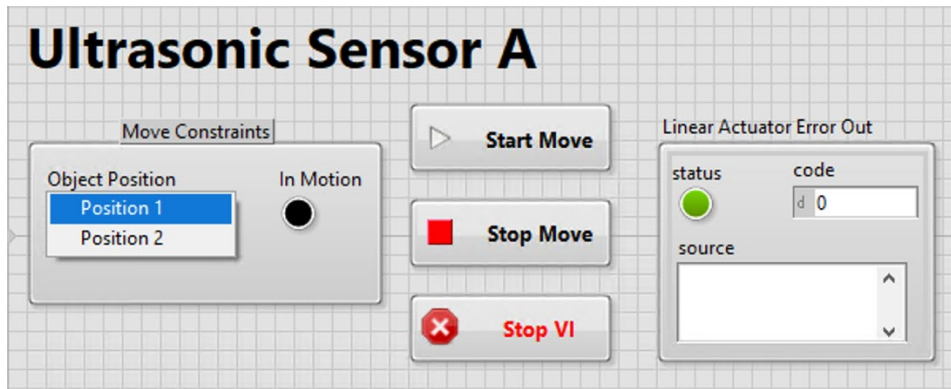 Ultrasonic Sensor A
Move Constraints
Object Position
In Motion
Position 1
Position 2
Start Move
Stop Move
Stop VI
Linear Actuator Error Out
status
code
d 0
source